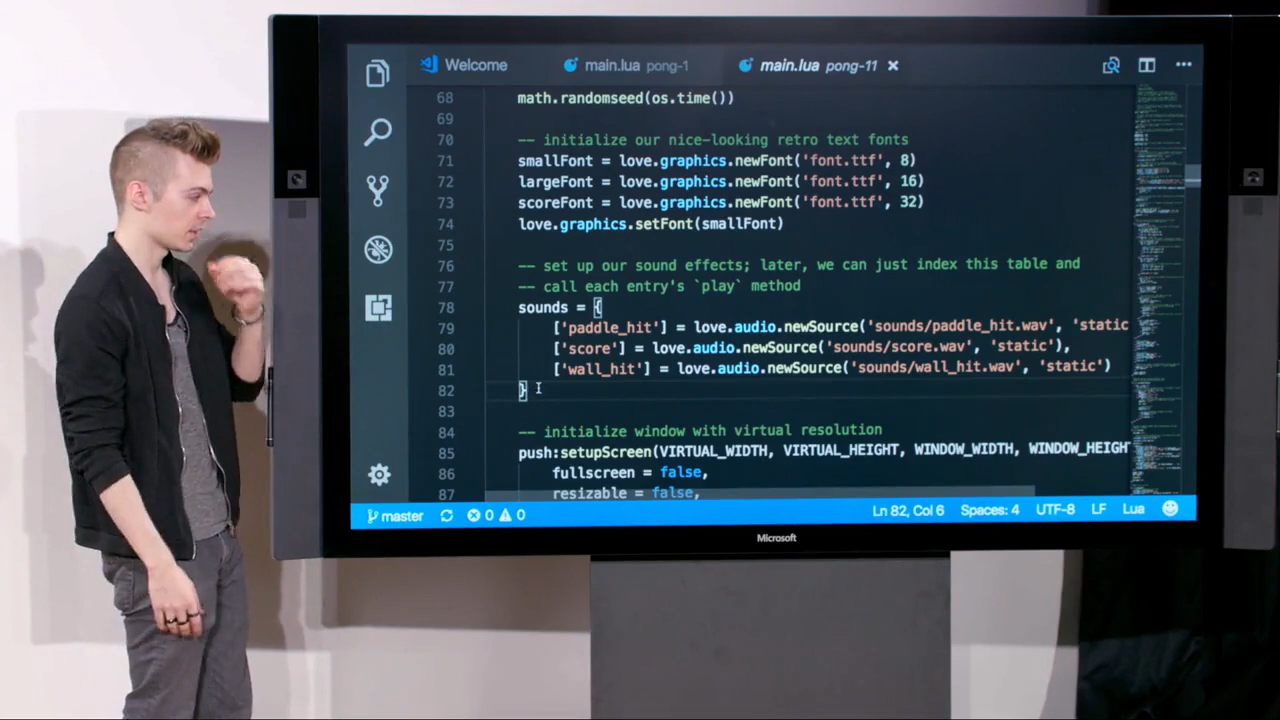 Welcome main.lua pong-1 main.lua pong-11
68 math.randomseed(os.time())
69
70 -- initialize our nice-looking retro text fonts
71 smallFont = love.graphics.newFont('font.ttf', 8)
72 largeFont = love.graphics.newFont('font.ttf', 16)
73 scoreFont = love.graphics.newFont('font.ttf', 32)
74 love.graphics.setFont(smallFont)
75
76 -- set up our sound effects; later, we can just index this table and
77 -- call each entry's `play` method
78 sounds = {
79 ['paddle_hit'] = love.audio.newSource('sounds/paddle_hit.wav', 'static
80 ['score'] = love.audio.newSource('sounds/score.wav', 'static'),
81 ['wall_hit'] = love.audio.newSource('sounds/wall_hit.wav', 'static')
82 }
83
84 -- initialize window with virtual resolution
85 push:setupScreen(VIRTUAL_WIDTH, VIRTUAL_HEIGHT, WINDOW_WIDTH, WINDOW_HEIGHT
86 fullscreen = false,
87 resizable = false,
master 0 0 Ln 82, Col 6 Spaces: 4 UTF-8 LF Lua
Microsoft